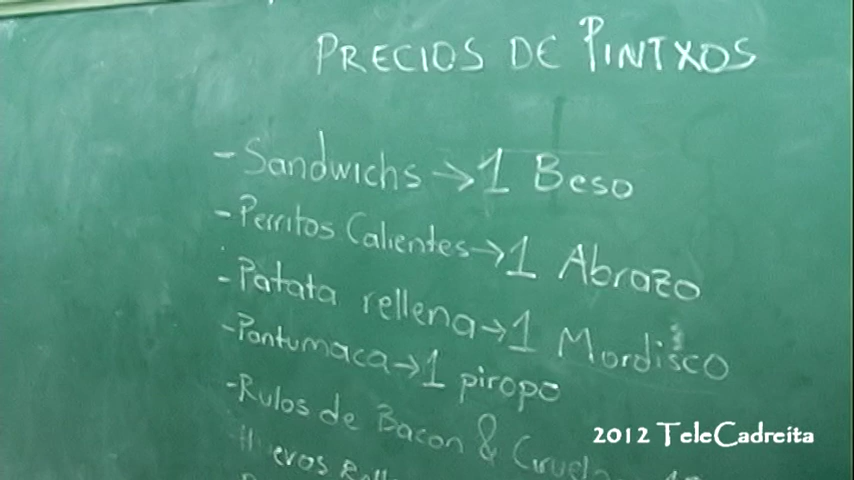 PRECIOS DE PINTXOS
- Sandwichs → 1 Beso
- Perritos Calientes → 1 Abrazo
- Patata rellena → 1 Mordisco
- Pantumaca → 1 piropo
- Rulos de Bacon &
Huevos
2012 TeleCadreita